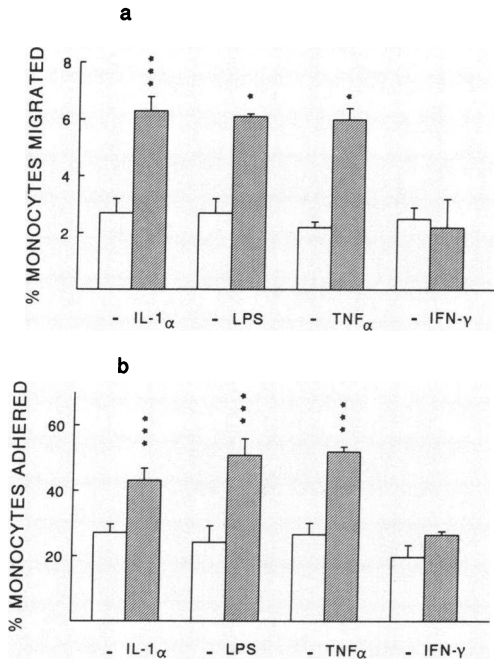 a
% MONOCYTES MIGRATED
8
6
4
2
*** *
- IL-1α - LPS - TNFα - IFN-γ
b
% MONOCYTES ADHERED
60
40
20
*** *** ***
- IL-1α - LPS - TNFα - IFN-γ